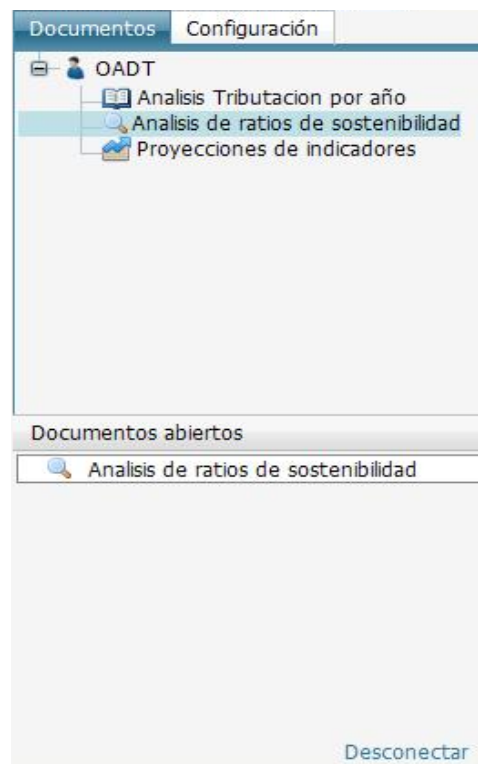 Documentos Configuración
OADT
Analisis Tributacion por año
Analisis de ratios de sostenibilidad
Proyecciones de indicadores
Documentos abiertos
Analisis de ratios de sostenibilidad
Desconectar